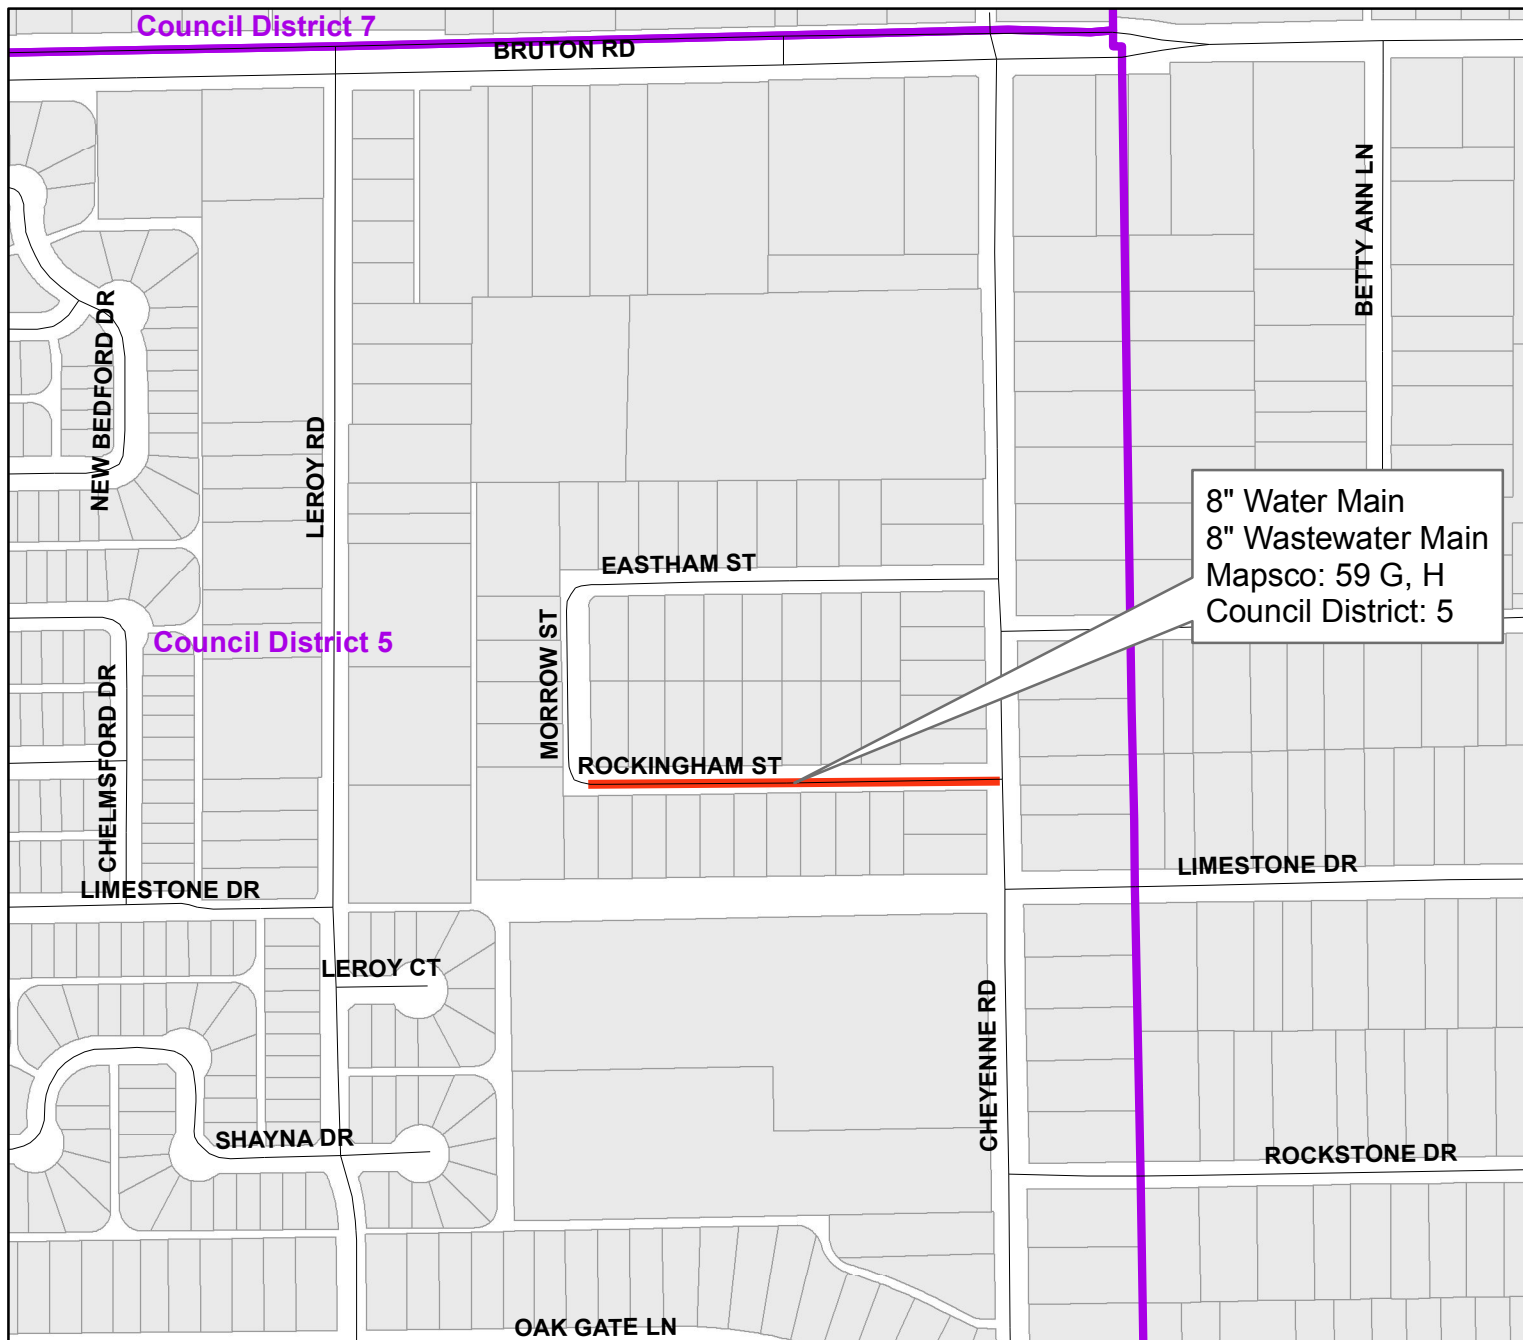 Council District 7
BRUTON RD
BETTY ANN LN
NEW BEDFORD DR
LEROY RD
8" Water Main
8" Wastewater Main
Mapsco: 59 G, H
Council District: 5
EASTHAM ST
MORROW ST
Council District 5
CHELMSFORD DR
ROCKINGHAM ST
LIMESTONE DR
LIMESTONE DR
LEROY CT
CHEYENNE RD
SHAYNA DR
ROCKSTONE DR
OAK GATE LN